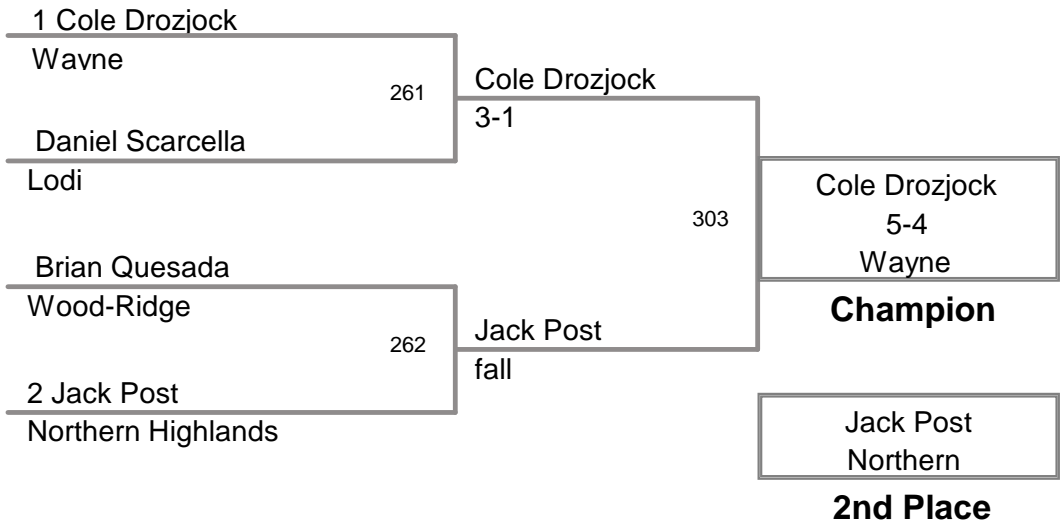 1 Cole Drozjock
Wayne
261
Cole Drozjock
3-1
Daniel Scarcella
Lodi
303
Cole Drozjock
5-4
Wayne
Champion
Brian Quesada
Wood-Ridge
262
Jack Post
fall
2 Jack Post
Northern Highlands
Jack Post
Northern
2nd Place